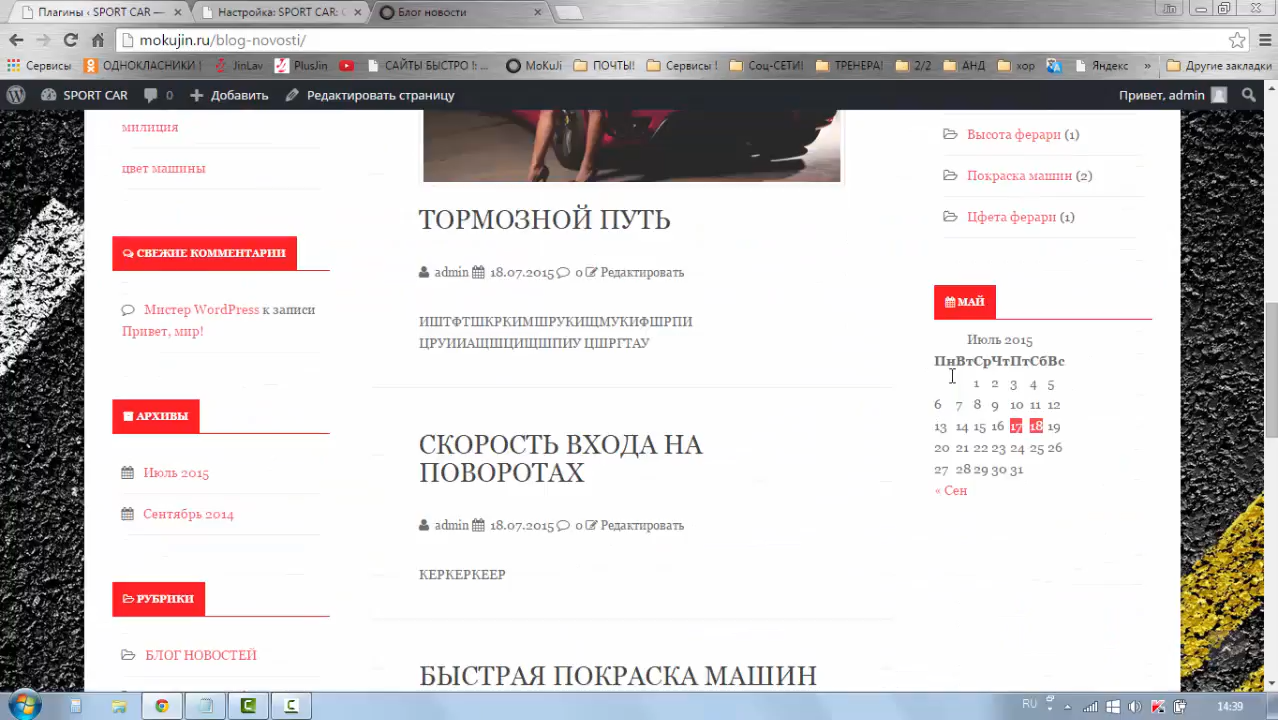 Плагины ‹ SPORT CAR —
Настройка: SPORT CAR: С
Блог новости
mokujin.ru/blog-novosti/
Сервисы
ОДНОКЛАСНИКИ
JinLav
PlusJin
САЙТЫ БЫСТРО !: ...
MoKuJi
ПОЧТЫ!
Сервисы !
Соц-СЕТИ!
ТРЕНЕРА!
2/2
АНД
хор
Яндекс
»
Другие закладки
SPORT CAR
0
Добавить
Редактировать страницу
Привет, admin
милиция
цвет машины
СВЕЖИЕ КОММЕНТАРИИ
Мистер WordPress к записи
Привет, мир!
АРХИВЫ
Июль 2015
Сентябрь 2014
РУБРИКИ
БЛОГ НОВОСТЕЙ
ТОРМОЗНОЙ ПУТЬ
admin 18.07.2015 0 Редактировать
ИШТФТШКРКИМШРУКИЩМУКИФШРПИ
ЦРУИИАЩШЦИЩШПИУ ЦШРГТАУ
СКОРОСТЬ ВХОДА НА
ПОВОРОТАХ
admin 18.07.2015 0 Редактировать
КЕРКЕРКЕЕР
БЫСТРАЯ ПОКРАСКА МАШИН
Высота ферари (1)
Покраска машин (2)
Цфета ферари (1)
МАЙ
Июль 2015
ПнВтСрЧтПтСбВс
1 2 3 4 5
6 7 8 9 10 11 12
13 14 15 16 17 18 19
20 21 22 23 24 25 26
27 28 29 30 31
« Сен
RU
14:39